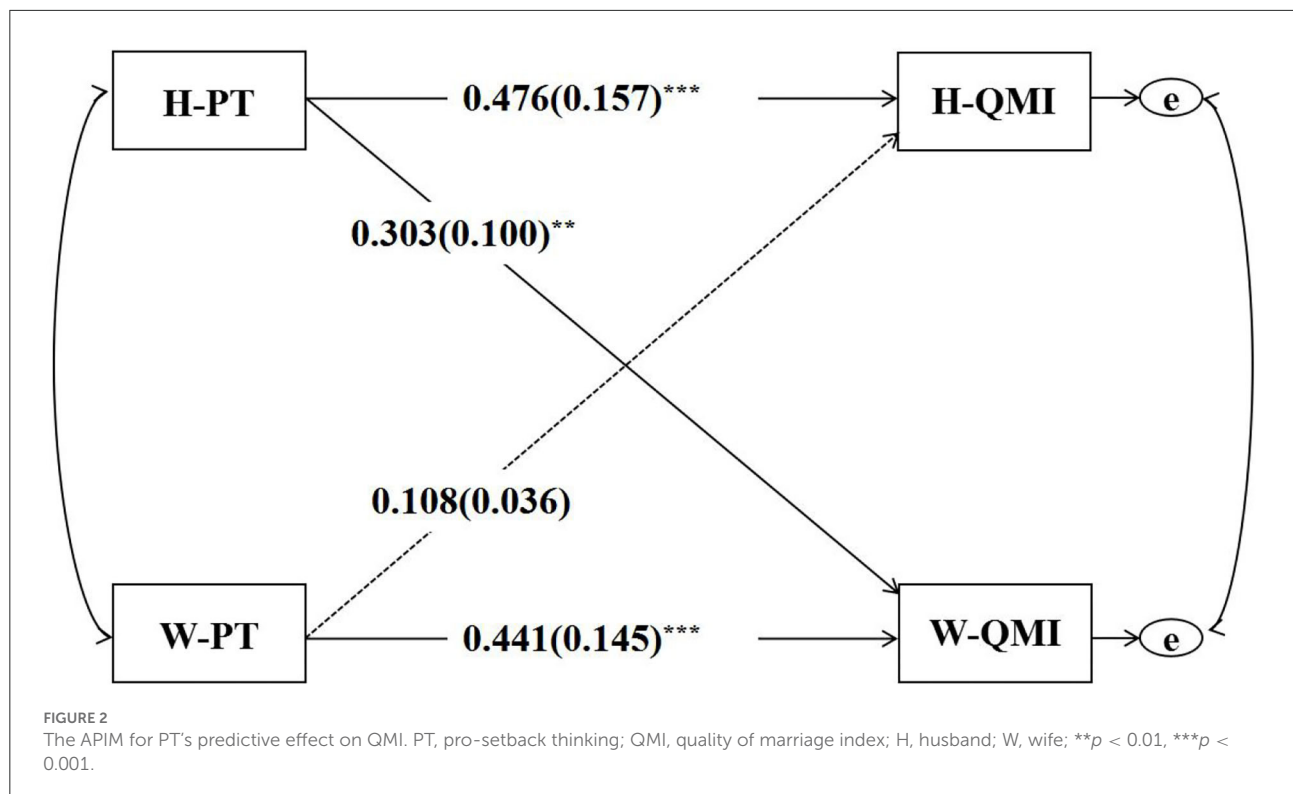 H-PT
0.476(0.157)***
H-QMI
e
0.303(0.100)**
0.108(0.036)
W-PT
0.441(0.145)***
W-QMI
e
FIGURE 2
The APIM for PT's predictive effect on QMI. PT, pro-setback thinking; QMI, quality of marriage index; H, husband; W, wife; **p < 0.01, ***p <
0.001.